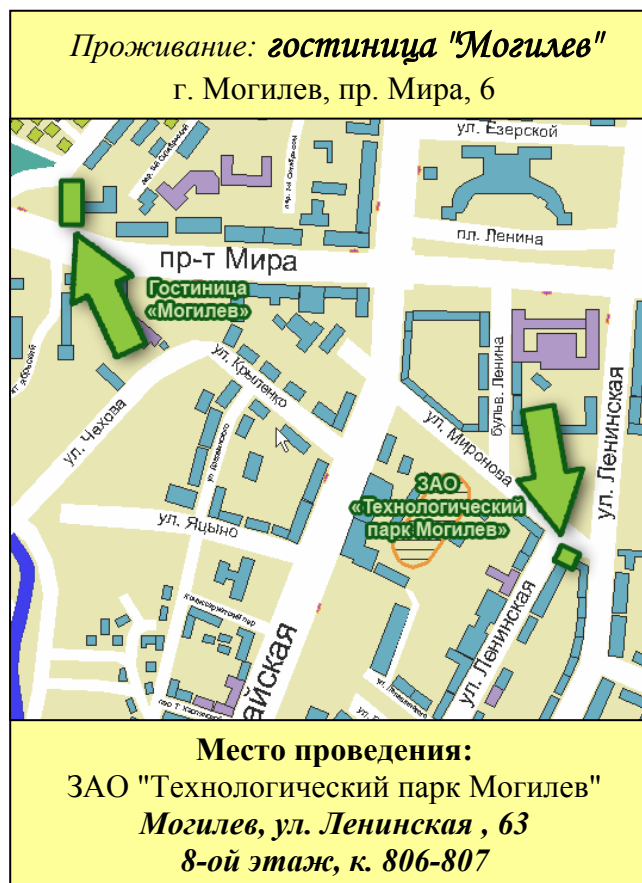 Проживание: гостиница "Могилев"
г. Могилев, пр. Мира, 6
ул. Езерской
пл. Ленина
пр-т Мира
Гостиница
«Могилев»
ул. Крыленко
ул. Чехова
бульв. Ленина
ул. Миронова
ул. Ленинская
ЗАО
«Технологический
парк Могилев»
ул. Яцыно
ул. Ленинская
айская
Место проведения:
ЗАО "Технологический парк Могилев"
Могилев, ул. Ленинская , 63
8-ой этаж, к. 806-807